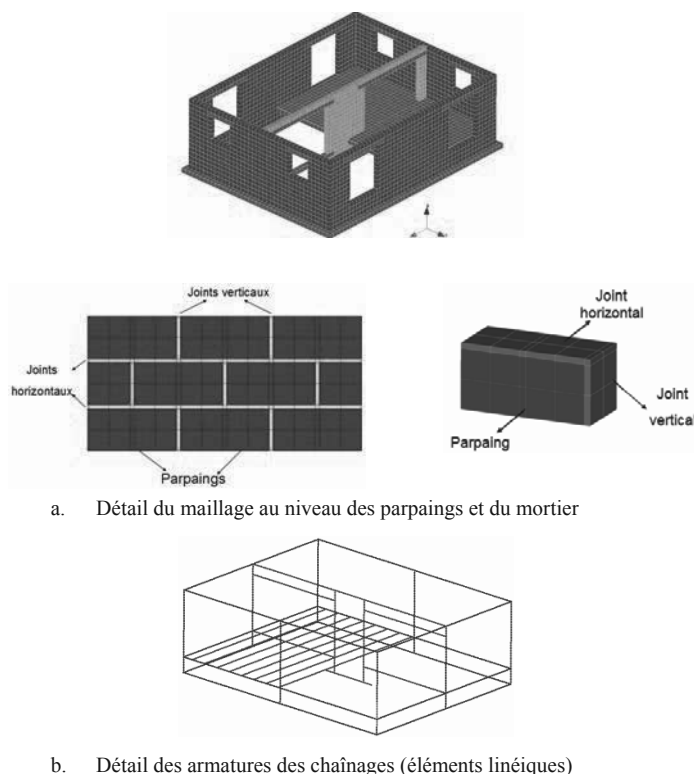 Joints verticaux
Joints
horizontaux
Parpaings
Joint
horizontal
Joint
vertical
Parpaing
a. Détail du maillage au niveau des parpaings et du mortier
b. Détail des armatures des chaînages (éléments linéiques)